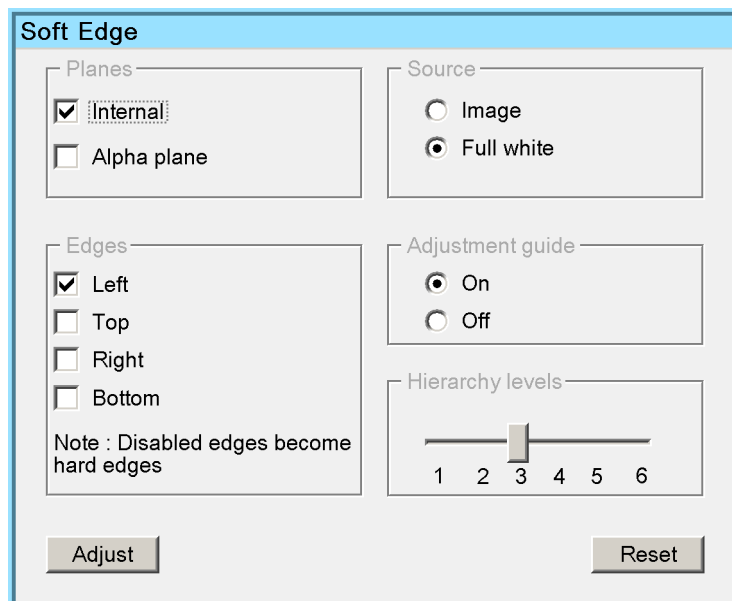 Soft Edge
Planes
Internal
Alpha plane
Source
Image
Full white
Edges
Left
Top
Right
Bottom
Note : Disabled edges become
hard edges
Adjustment guide
On
Off
Hierarchy levels
1 2 3 4 5 6
Adjust
Reset